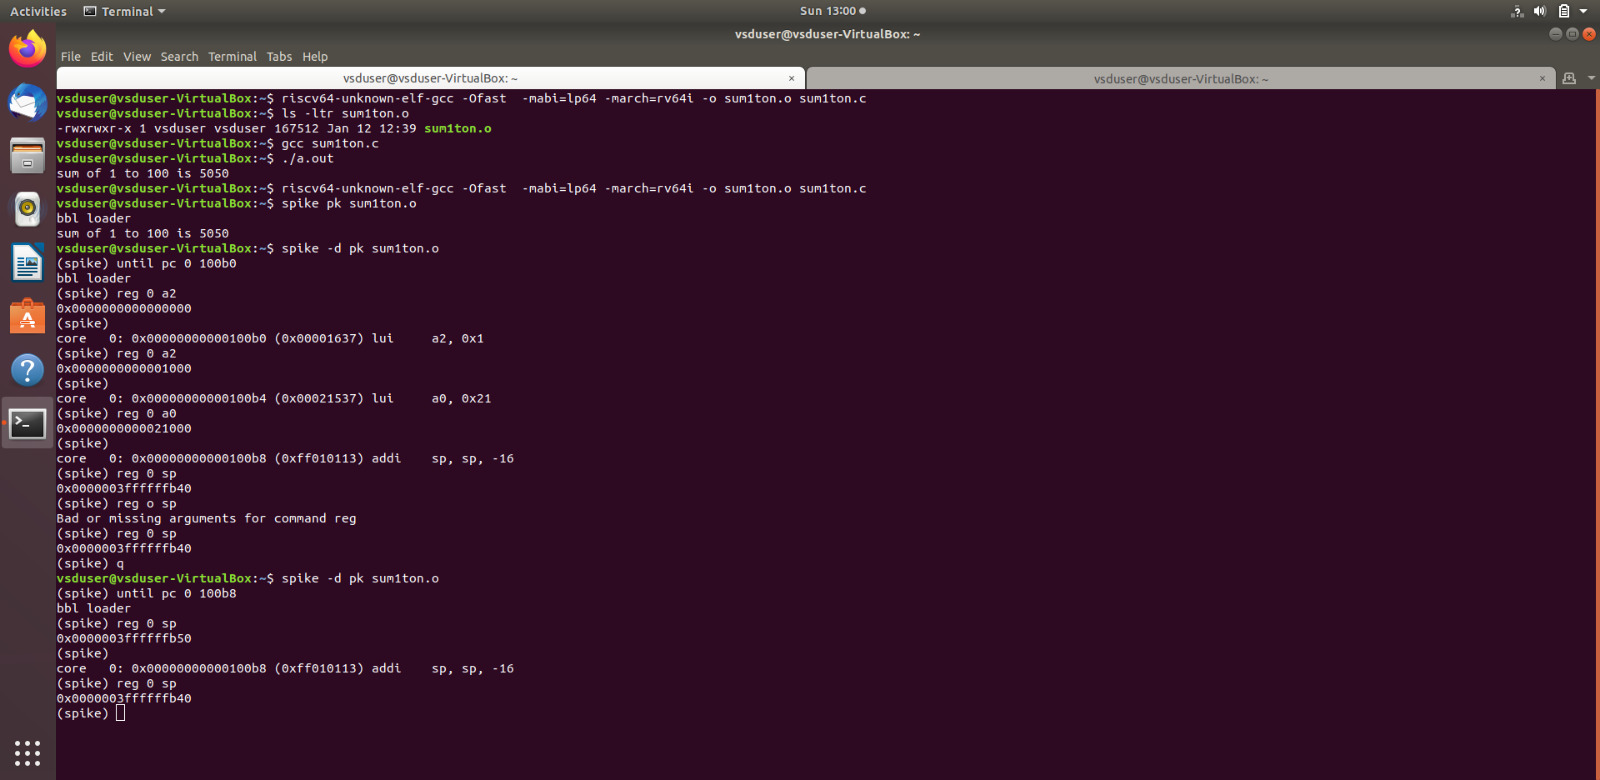 Activities Terminal Sun 13:00
vsduser@vsduser-VirtualBox: ~
File Edit View Search Terminal Tabs Help
vsduser@vsduser-VirtualBox: ~ × vsduser@vsduser-VirtualBox: ~ ×
vsduser@vsduser-VirtualBox:~$ riscv64-unknown-elf-gcc -Ofast  -mabi=lp64 -march=rv64i -o sum1ton.o sum1ton.c
vsduser@vsduser-VirtualBox:~$ ls -ltr sum1ton.o
-rwxrwxr-x 1 vsduser vsduser 167512 Jan 12 12:39 sum1ton.o
vsduser@vsduser-VirtualBox:~$ gcc sum1ton.c
vsduser@vsduser-VirtualBox:~$ ./a.out
sum of 1 to 100 is 5050
vsduser@vsduser-VirtualBox:~$ riscv64-unknown-elf-gcc -Ofast  -mabi=lp64 -march=rv64i -o sum1ton.o sum1ton.c
vsduser@vsduser-VirtualBox:~$ spike pk sum1ton.o
bbl loader
sum of 1 to 100 is 5050
vsduser@vsduser-VirtualBox:~$ spike -d pk sum1ton.o
(spike) until pc 0 100b0
bbl loader
(spike) reg 0 a2
0x0000000000000000
(spike)
core   0: 0x00000000000100b0 (0x00001637) lui     a2, 0x1
(spike) reg 0 a2
0x0000000000001000
(spike)
core   0: 0x00000000000100b4 (0x00021537) lui     a0, 0x21
(spike) reg 0 a0
0x0000000000021000
(spike)
core   0: 0x00000000000100b8 (0xff010113) addi    sp, sp, -16
(spike) reg 0 sp
0x0000003ffffffb40
(spike) reg o sp
Bad or missing arguments for command reg
(spike) reg 0 sp
0x0000003ffffffb40
(spike) q
vsduser@vsduser-VirtualBox:~$ spike -d pk sum1ton.o
(spike) until pc 0 100b8
bbl loader
(spike) reg 0 sp
0x0000003ffffffb50
(spike)
core   0: 0x00000000000100b8 (0xff010113) addi    sp, sp, -16
(spike) reg 0 sp
0x0000003ffffffb40
(spike)